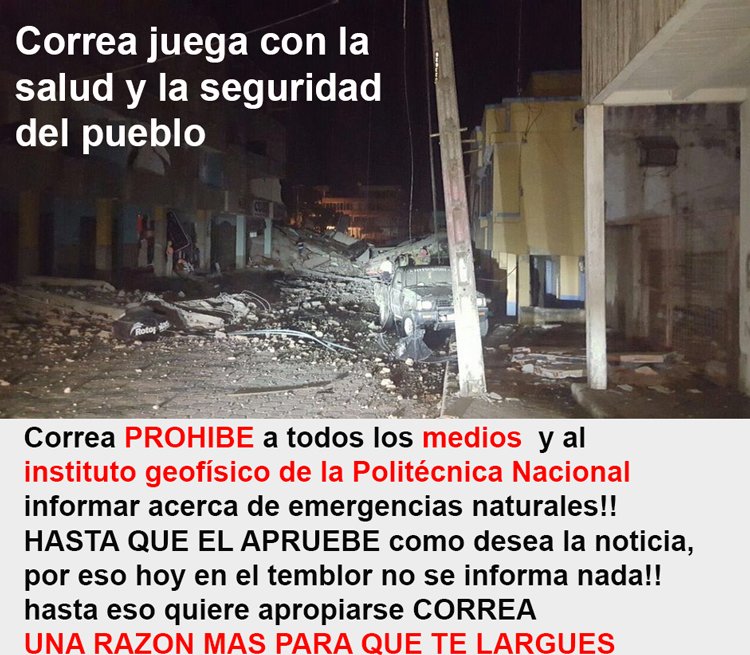 Correa juega con la
salud y la seguridad
del pueblo
Rotop
Correa PROHIBE a todos los medios y al
instituto geofísico de la Politécnica Nacional
informar acerca de emergencias naturales!!
HASTA QUE EL APRUEBE como desea la noticia,
por eso hoy en el temblor no se informa nada!!
hasta eso quiere apropiarse CORREA
UNA RAZON MAS PARA QUE TE LARGUES